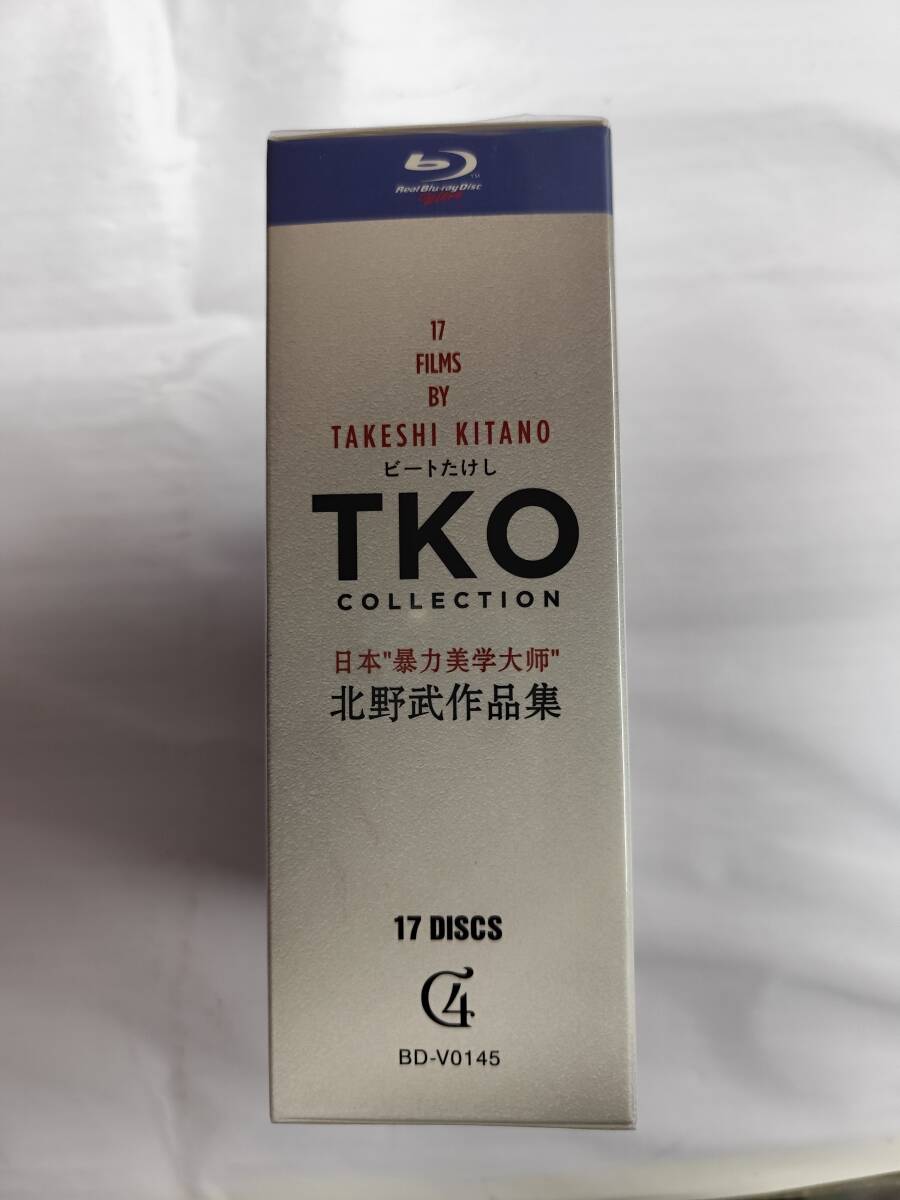 Real Blu-ray Disc
17
FILMS
BY
TAKESHI KITANO
ビートたけし
TKO
COLLECTION
日本"暴力美学大师"
北野武作品集
17 DISCS
C4
BD-V0145